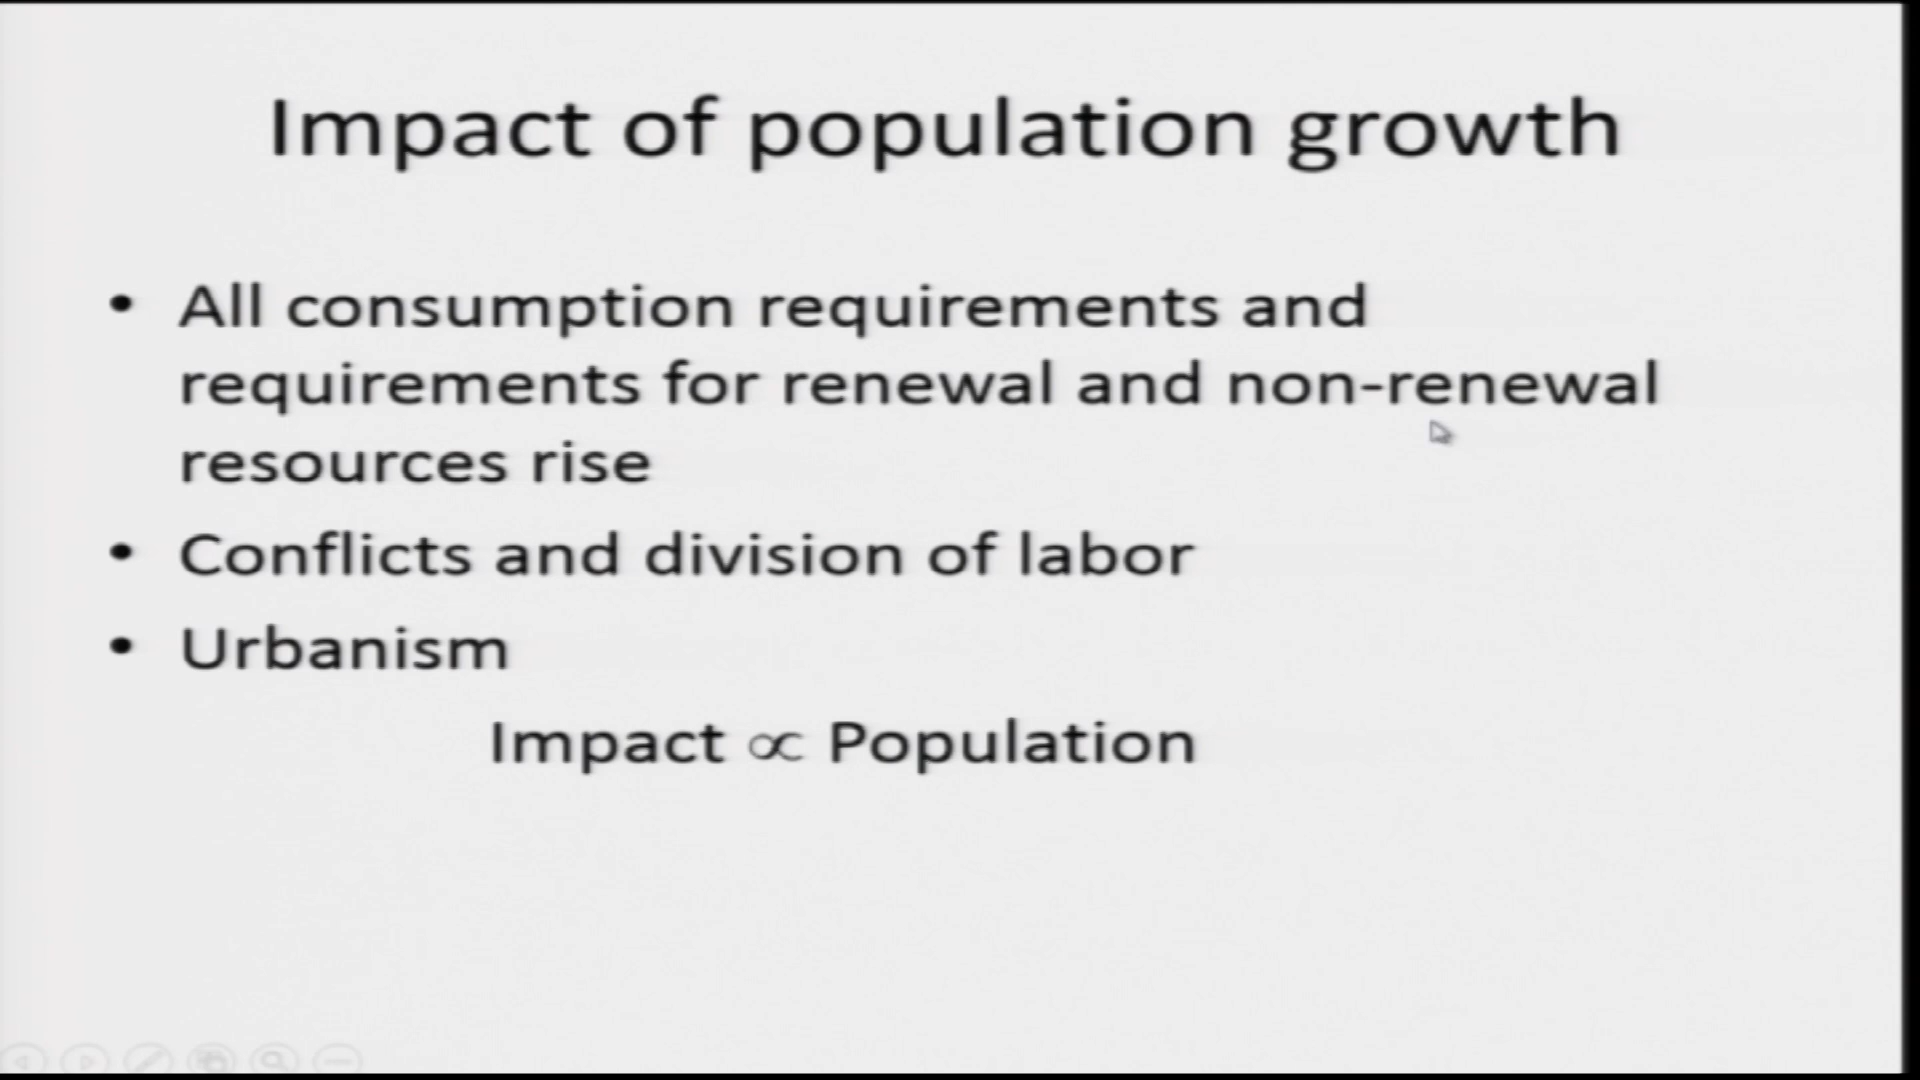 Impact of population growth
• All consumption requirements and
requirements for renewal and non-renewal
resources rise
• Conflicts and division of labor
• Urbanism
Impact ∝ Population